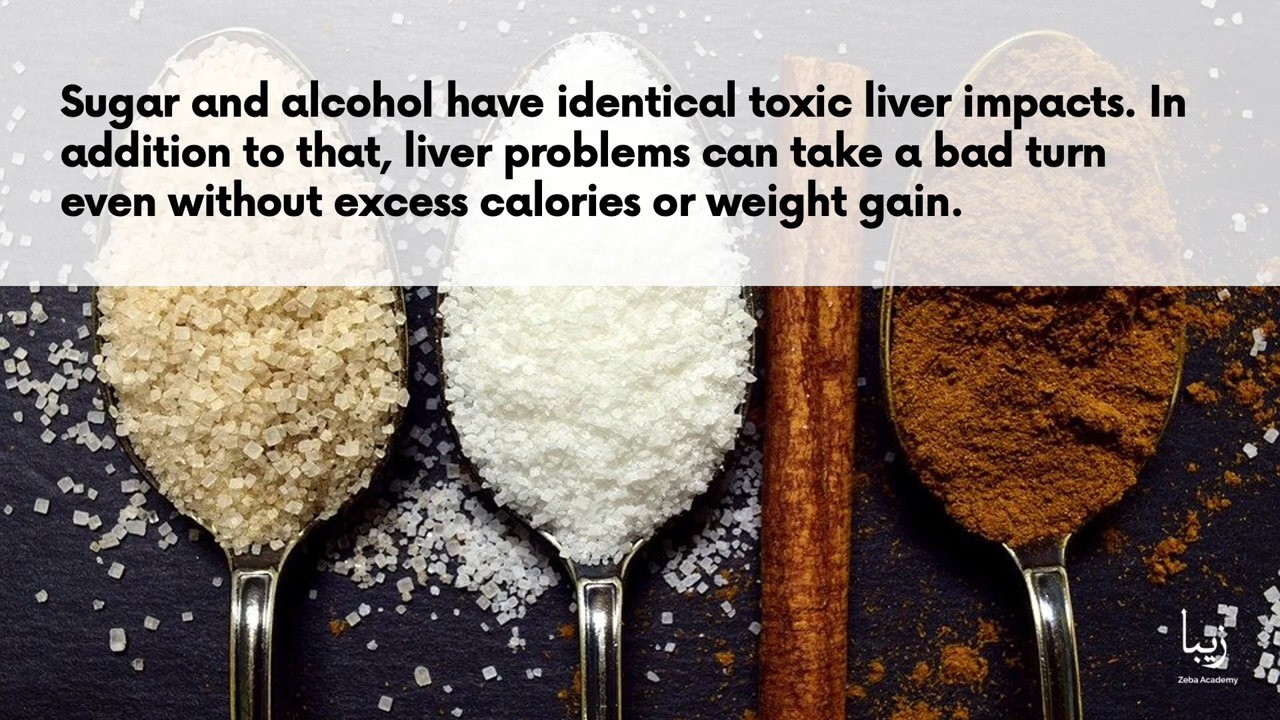 Sugar and alcohol have identical toxic liver impacts. In
addition to that, liver problems can take a bad turn
even without excess calories or weight gain.
زيبا
Zeba Academy